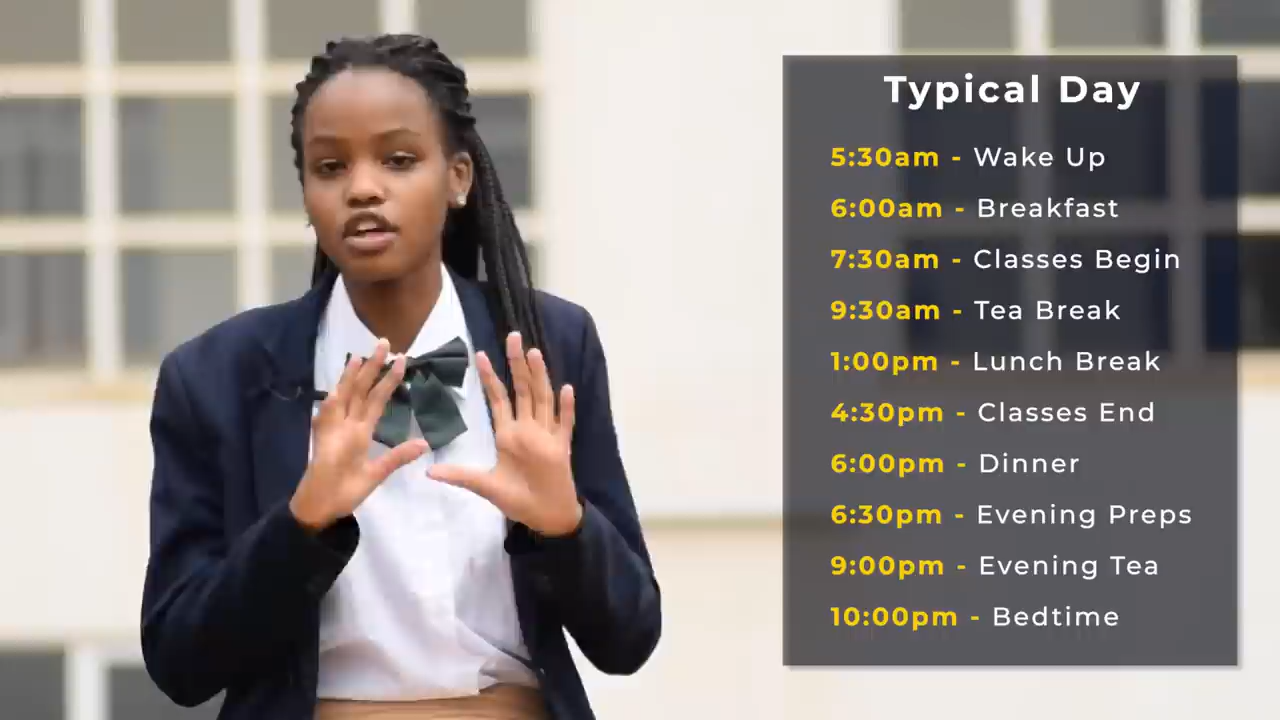 Typical Day
5:30am - Wake Up
6:00am - Breakfast
7:30am - Classes Begin
9:30am - Tea Break
1:00pm - Lunch Break
4:30pm - Classes End
6:00pm - Dinner
6:30pm - Evening Preps
9:00pm - Evening Tea
10:00pm - Bedtime